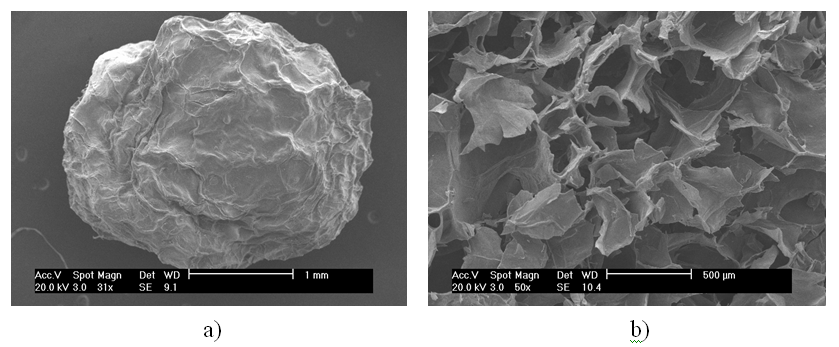 Acc.V Spot Magn Det WD 1 mm
20.0 kV 3.0 31x SE 9.1
Acc.V Spot Magn Det WD 500 µm
20.0 kV 3.0 50x SE 10.4
a) b)